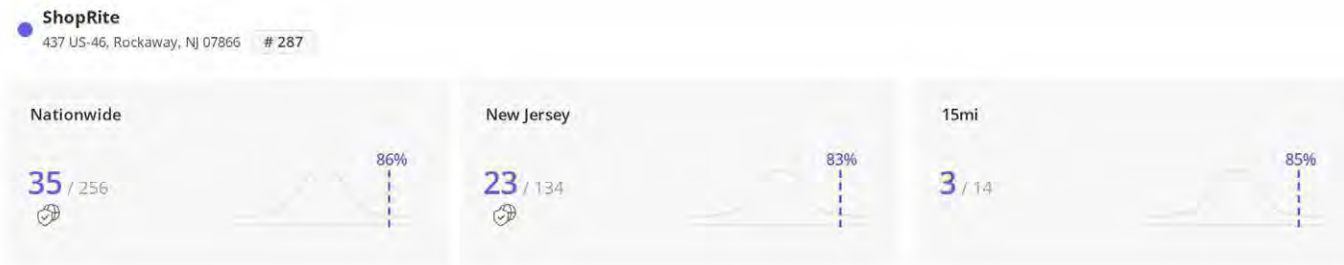 ShopRite
437 US-46, Rockaway, NJ 07866 # 287
Nationwide
35 / 256
86%
New Jersey
23 / 134
83%
15mi
3 / 14
85%